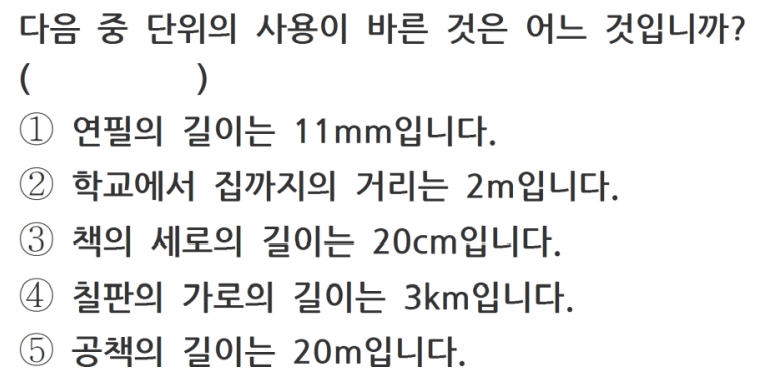 다음 중 단위의 사용이 바른 것은 어느 것입니까?
(          )
① 연필의 길이는 11mm입니다.
② 학교에서 집까지의 거리는 2m입니다.
③ 책의 세로의 길이는 20cm입니다.
④ 칠판의 가로의 길이는 3km입니다.
⑤ 공책의 길이는 20m입니다.